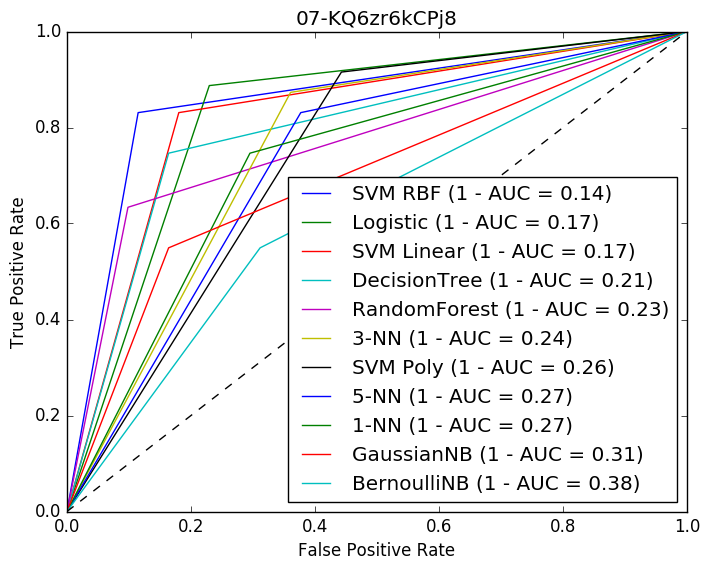 07-KQ6zr6kCPj8
1.0
0.8
0.6
0.4
0.2
0.0
True Positive Rate
SVM RBF (1 - AUC = 0.14)
Logistic (1 - AUC = 0.17)
SVM Linear (1 - AUC = 0.17)
DecisionTree (1 - AUC = 0.21)
RandomForest (1 - AUC = 0.23)
3-NN (1 - AUC = 0.24)
SVM Poly (1 - AUC = 0.26)
5-NN (1 - AUC = 0.27)
1-NN (1 - AUC = 0.27)
GaussianNB (1 - AUC = 0.31)
BernoulliNB (1 - AUC = 0.38)
0.0 0.2 0.4 0.6 0.8 1.0
False Positive Rate